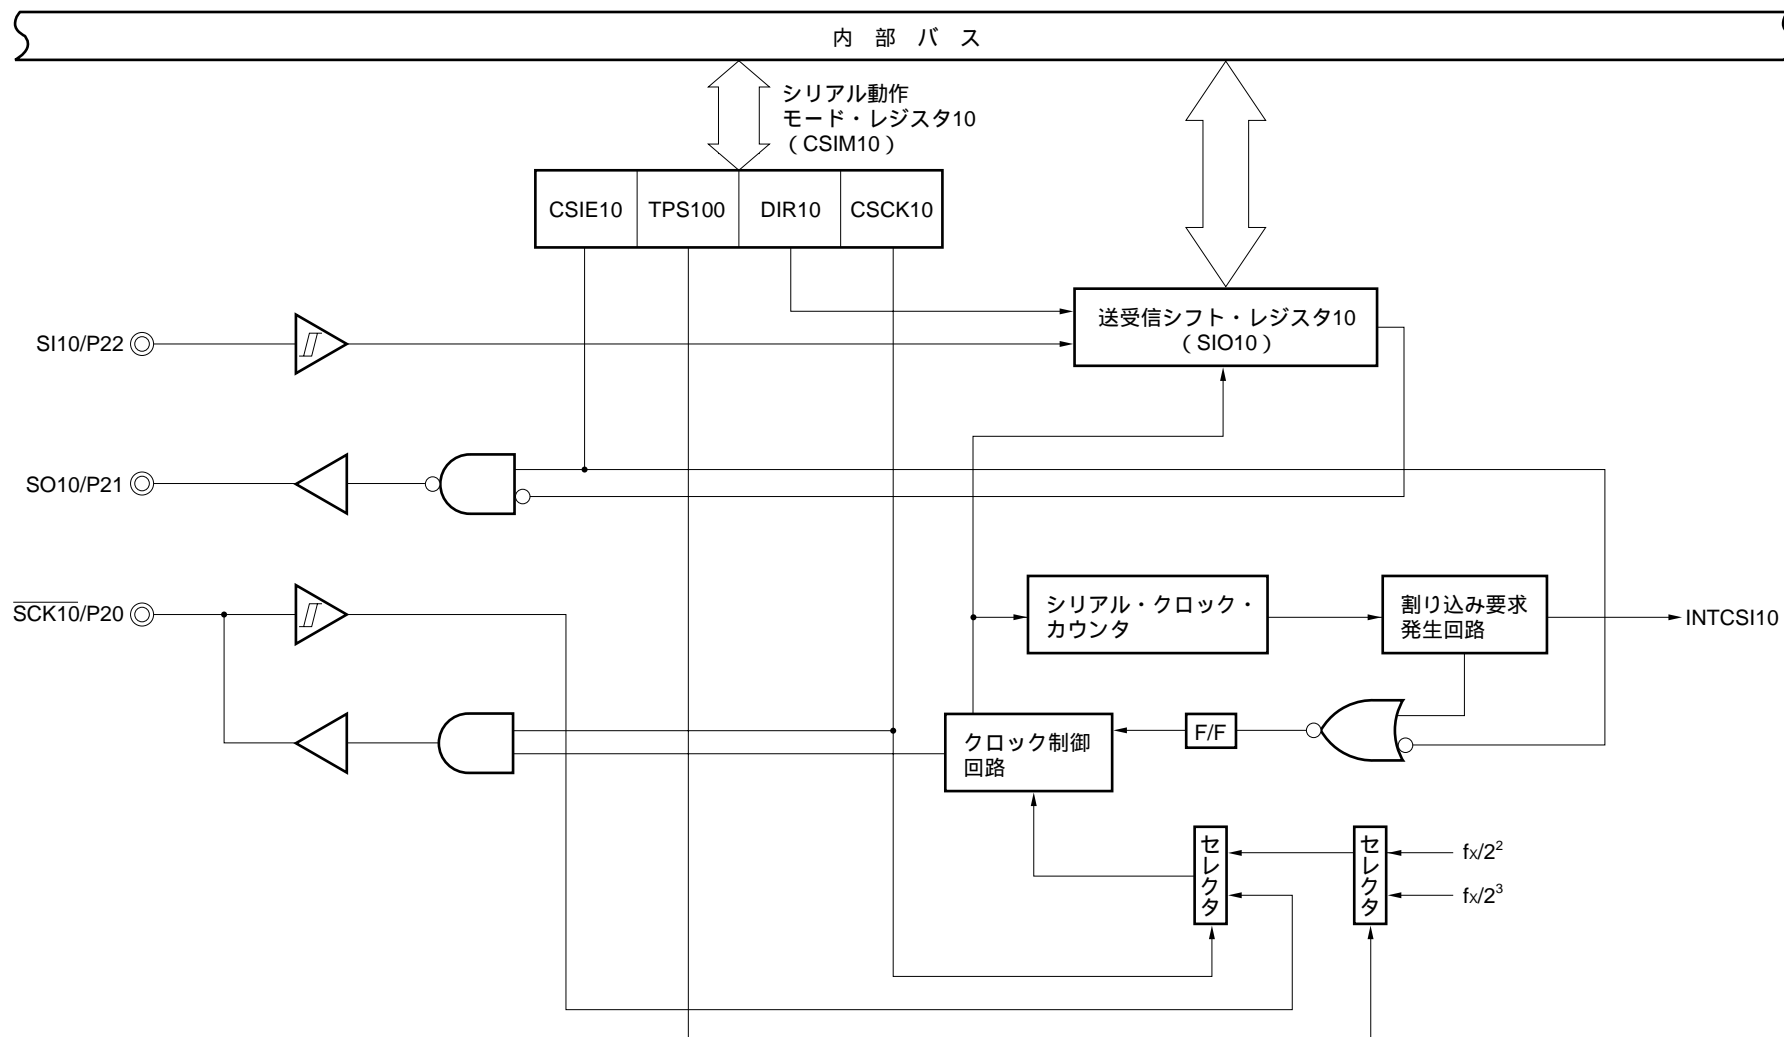 内部バス
シリアル動作
モード・レジスタ10
(CSIM10)
CSIE10
TPS100
DIR10
CSCK10
送受信シフト・レジスタ10
(SIO10)
SI10/P22
SO10/P21
SCK10/P20
シリアル・クロック・
カウンタ
割り込み要求
発生回路
INTCSI10
クロック制御
回路
F/F
セレクタ
セレクタ
fx/2²
fx/2³